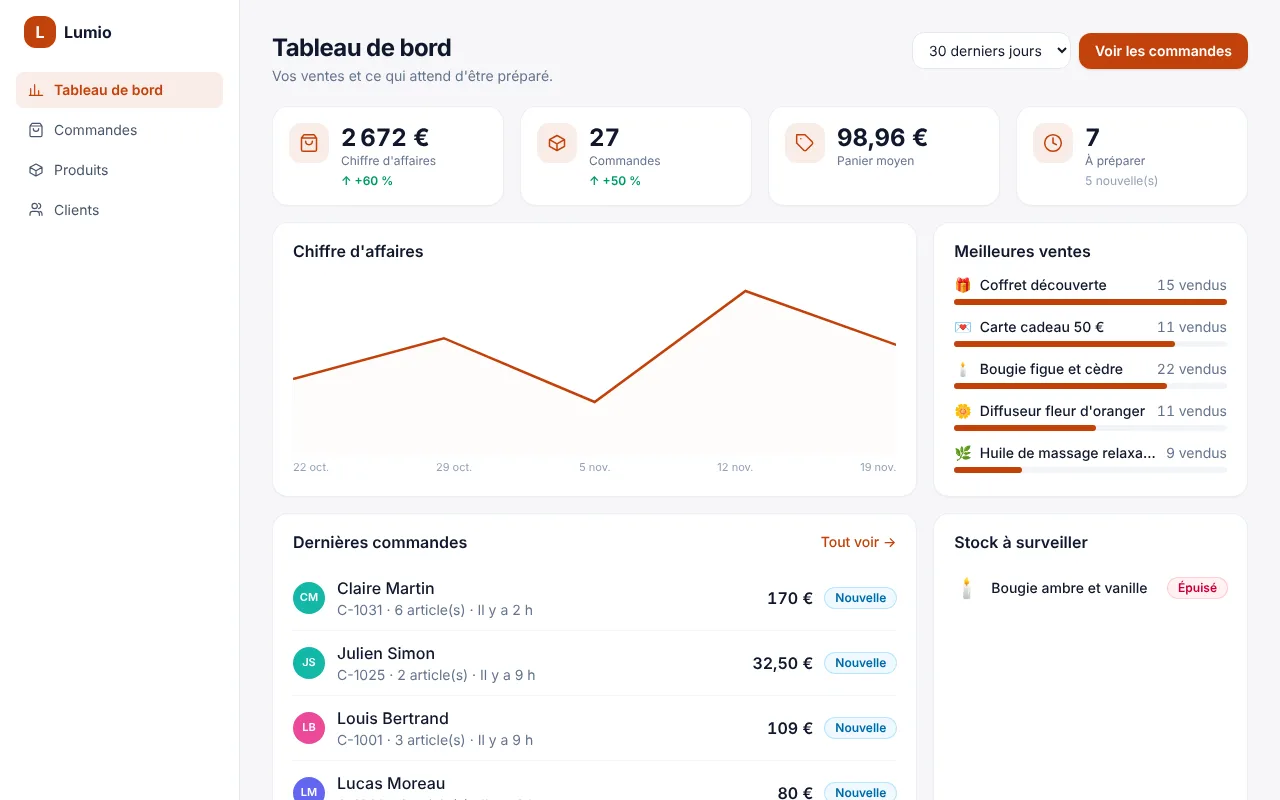 L Lumio
Tableau de bord
Commandes
Produits
Clients
Tableau de bord
Vos ventes et ce qui attend d'être préparé.
30 derniers jours
Voir les commandes
2 672 €
Chiffre d'affaires
↑ +60 %
27
Commandes
↑ +50 %
98,96 €
Panier moyen
7
À préparer
5 nouvelle(s)
Chiffre d'affaires
22 oct. 29 oct. 5 nov. 12 nov. 19 nov.
Meilleures ventes
Coffret découverte 15 vendus
Carte cadeau 50 € 11 vendus
Bougie figue et cèdre 22 vendus
Diffuseur fleur d'oranger 11 vendus
Huile de massage relaxa... 9 vendus
Dernières commandes Tout voir →
CM Claire Martin
C-1031 · 6 article(s) · Il y a 2 h
170 € Nouvelle
JS Julien Simon
C-1025 · 2 article(s) · Il y a 9 h
32,50 € Nouvelle
LB Louis Bertrand
C-1001 · 3 article(s) · Il y a 9 h
109 € Nouvelle
LM Lucas Moreau
80 € Nouvelle
Stock à surveiller
Bougie ambre et vanille Épuisé